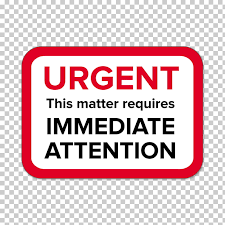 URGENT
This matter requires
IMMEDIATE
ATTENTION